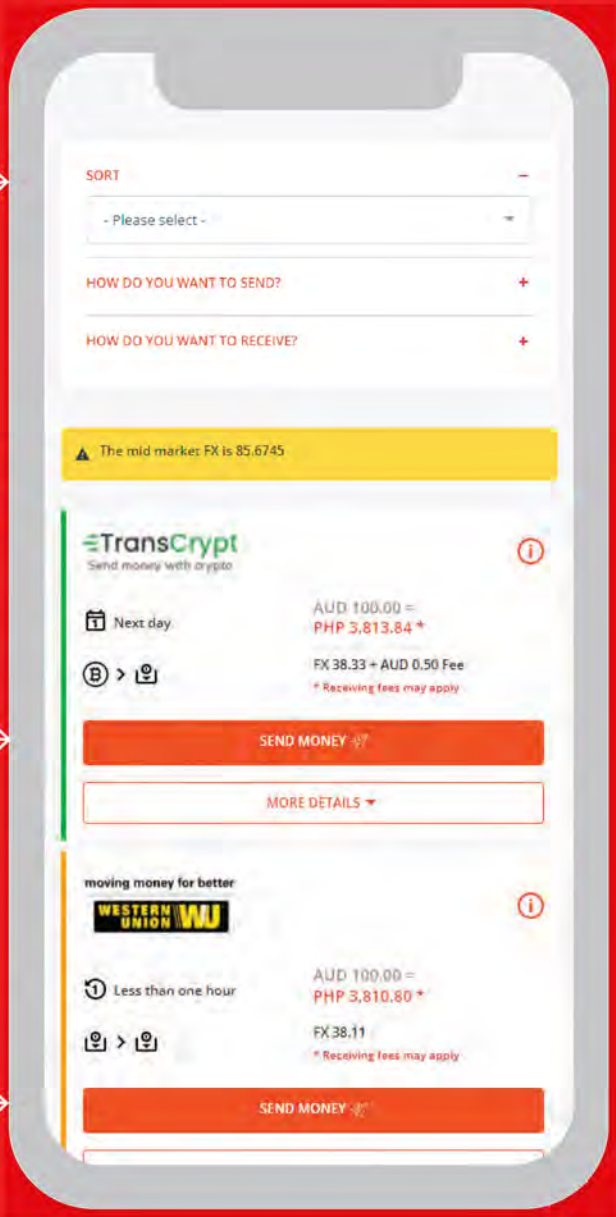 SORT
- Please select -
HOW DO YOU WANT TO SEND?
HOW DO YOU WANT TO RECEIVE?
The mid market FX is 85.6745
TransCrypt
Send money with crypto
Next day
AUD 100.00 =
PHP 3,813.84 *
FX 38.33 + AUD 0.50 Fee
* Receiving fees may apply
SEND MONEY
MORE DETAILS
moving money for better
WESTERN UNION WU
Less than one hour
AUD 100.00 =
PHP 3,810.80 *
FX 38.11
* Receiving fees may apply
SEND MONEY